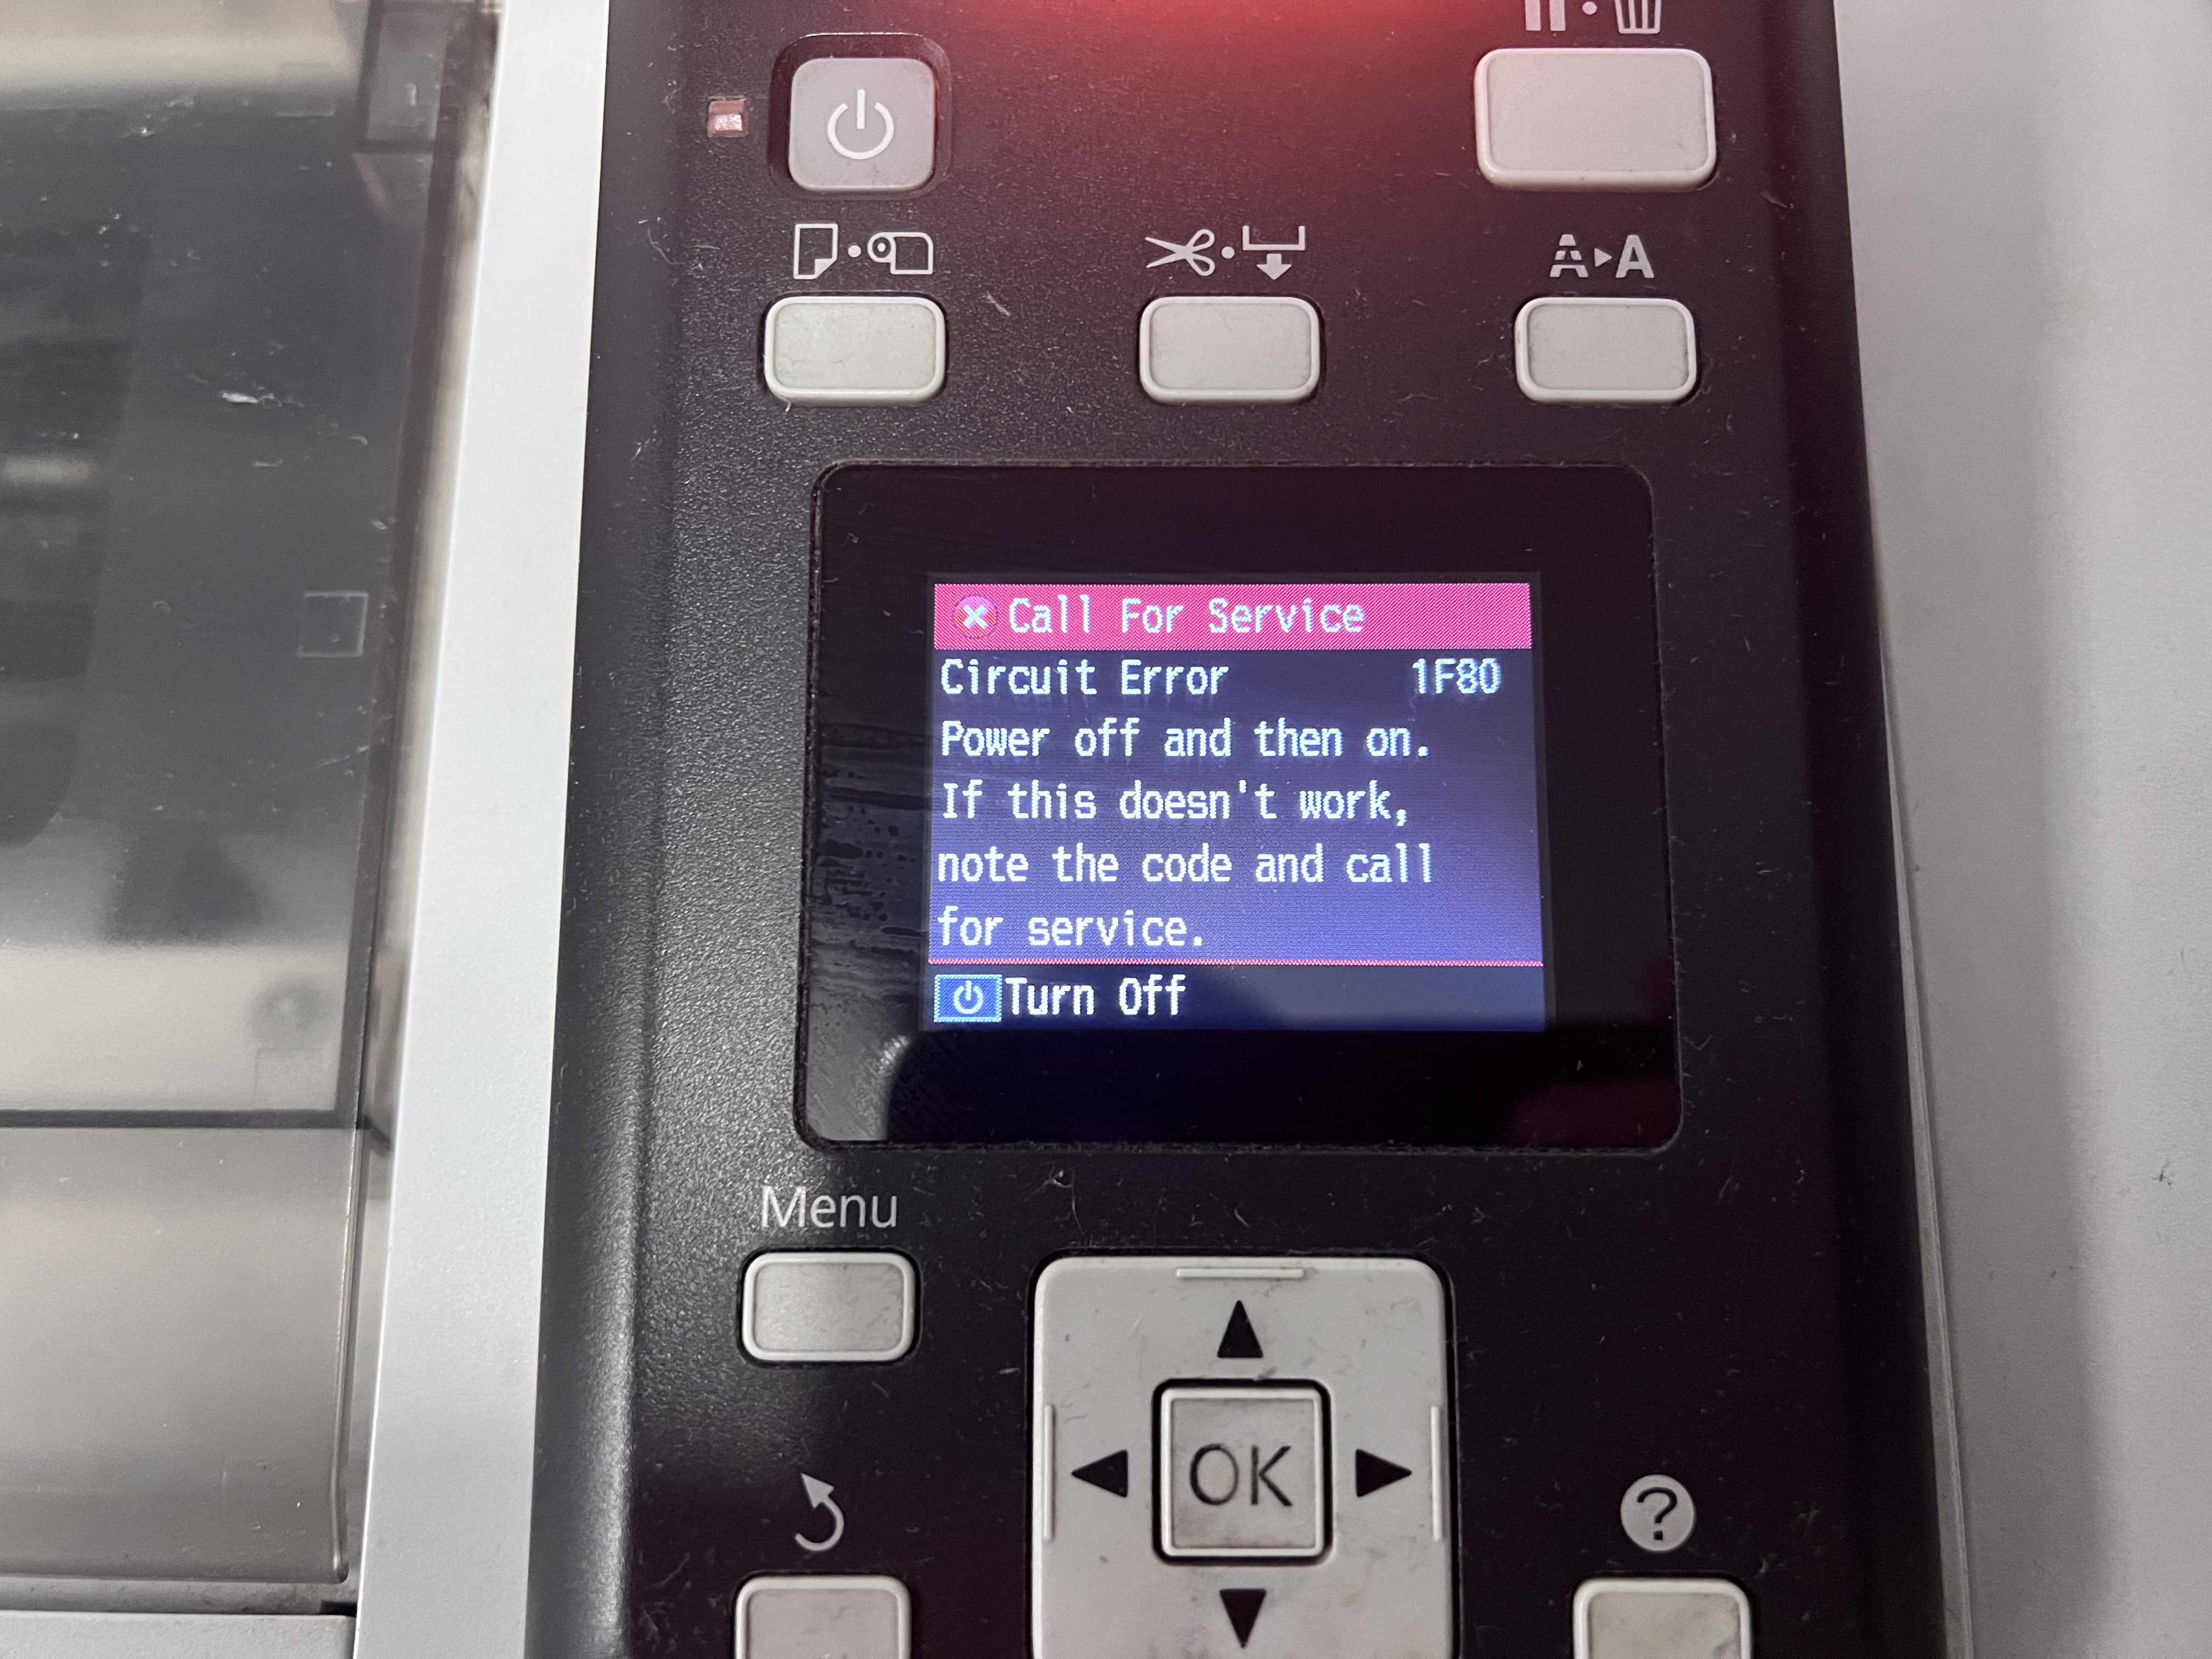 A▸A
Call For Service
Circuit Error 1F80
Power off and then on.
If this doesn't work,
note the code and call
for service.
Turn Off
Menu
OK
?